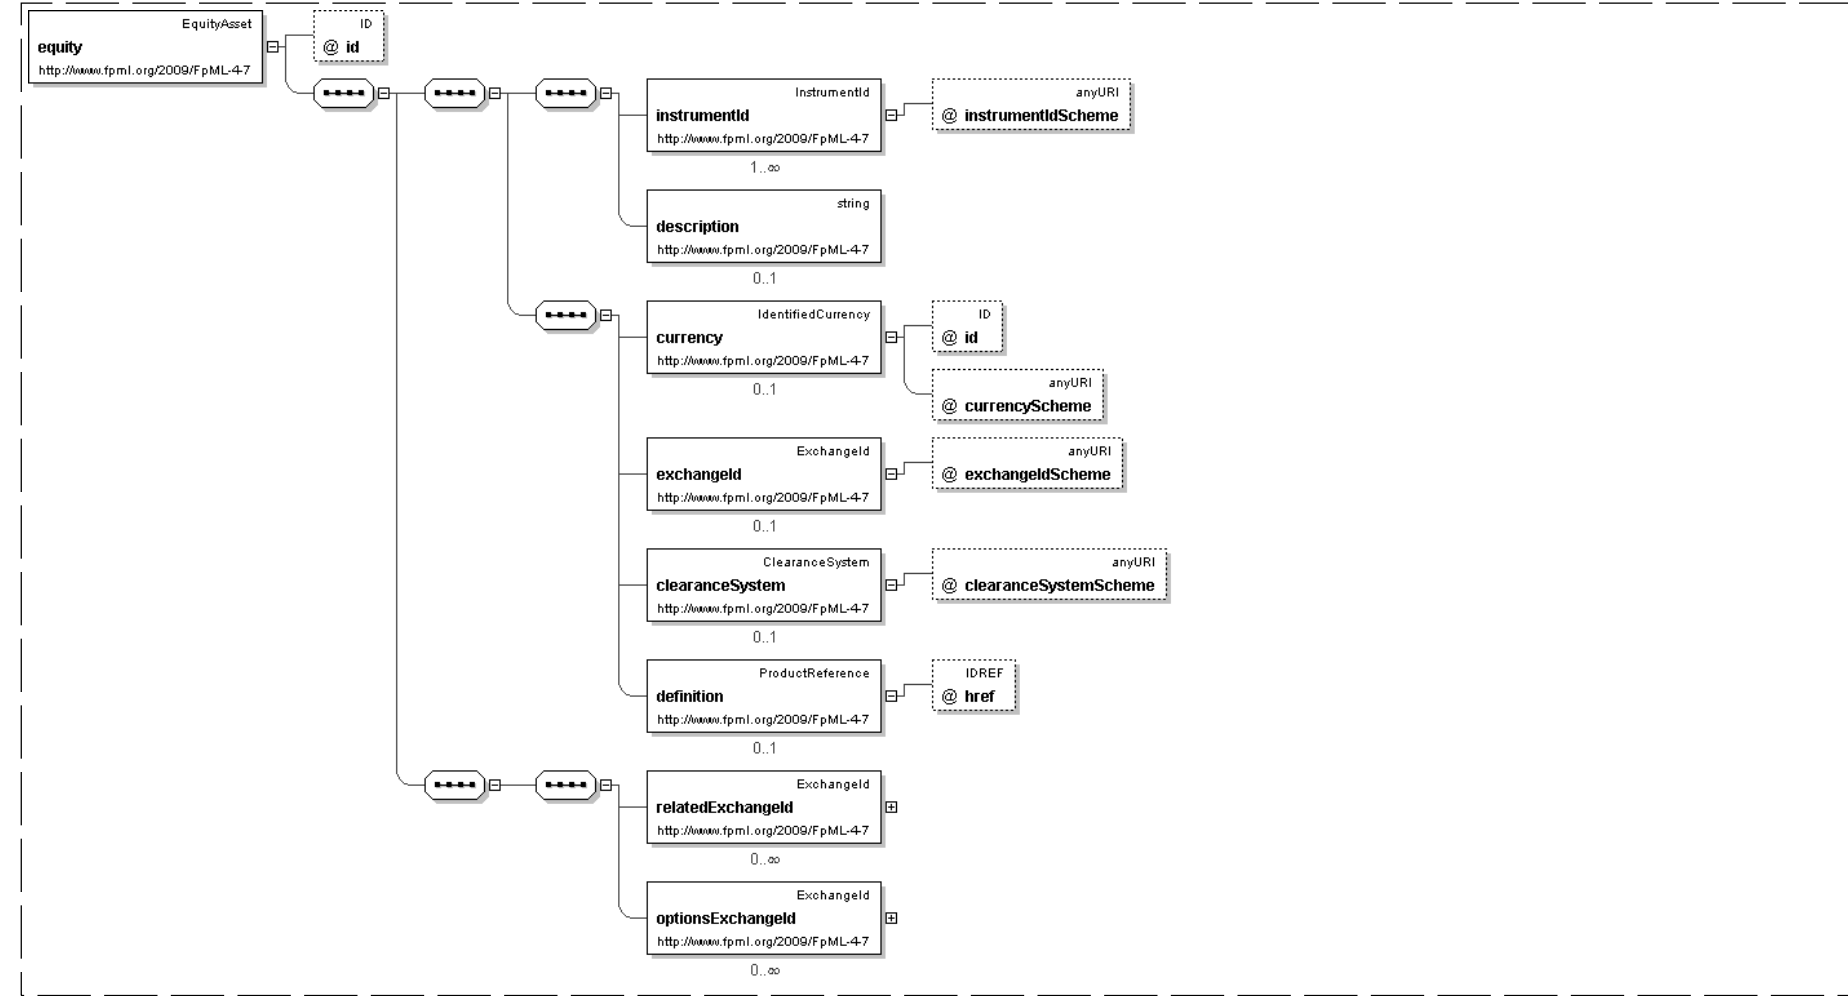 EquityAsset
equity
http://www.fpml.org/2009/FpML-4-7
ID
@ id
InstrumentId
instrumentId
http://www.fpml.org/2009/FpML-4-7
1..∞
anyURI
@ instrumentIdScheme
string
description
http://www.fpml.org/2009/FpML-4-7
0..1
IdentifiedCurrency
currency
http://www.fpml.org/2009/FpML-4-7
0..1
ID
@ id
anyURI
@ currencyScheme
ExchangeId
exchangeId
http://www.fpml.org/2009/FpML-4-7
0..1
anyURI
@ exchangeIdScheme
ClearanceSystem
clearanceSystem
http://www.fpml.org/2009/FpML-4-7
0..1
anyURI
@ clearanceSystemScheme
ProductReference
definition
http://www.fpml.org/2009/FpML-4-7
0..1
IDREF
@ href
ExchangeId
relatedExchangeId
http://www.fpml.org/2009/FpML-4-7
0..∞
ExchangeId
optionsExchangeId
http://www.fpml.org/2009/FpML-4-7
0..∞